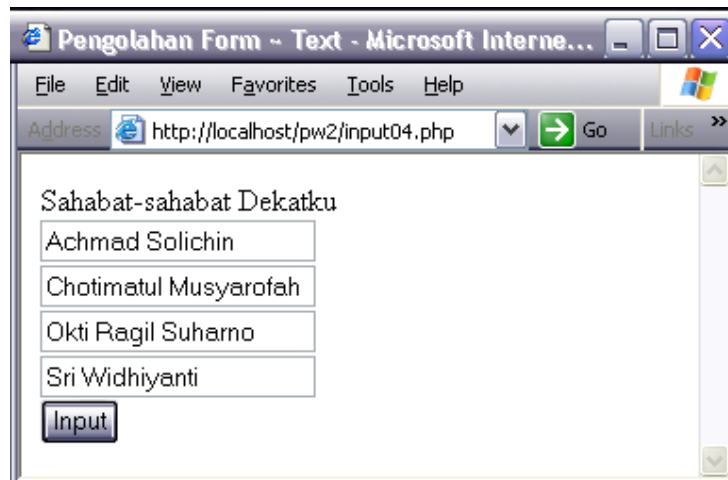 Pengolahan Form ~ Text - Microsoft Interne...
File Edit View Favorites Tools Help
Address http://localhost/pw2/input04.php Go Links »
Sahabat-sahabat Dekatku
Achmad Solichin
Chotimatul Musyarofah
Okti Ragil Suharno
Sri Widhiyanti
Input